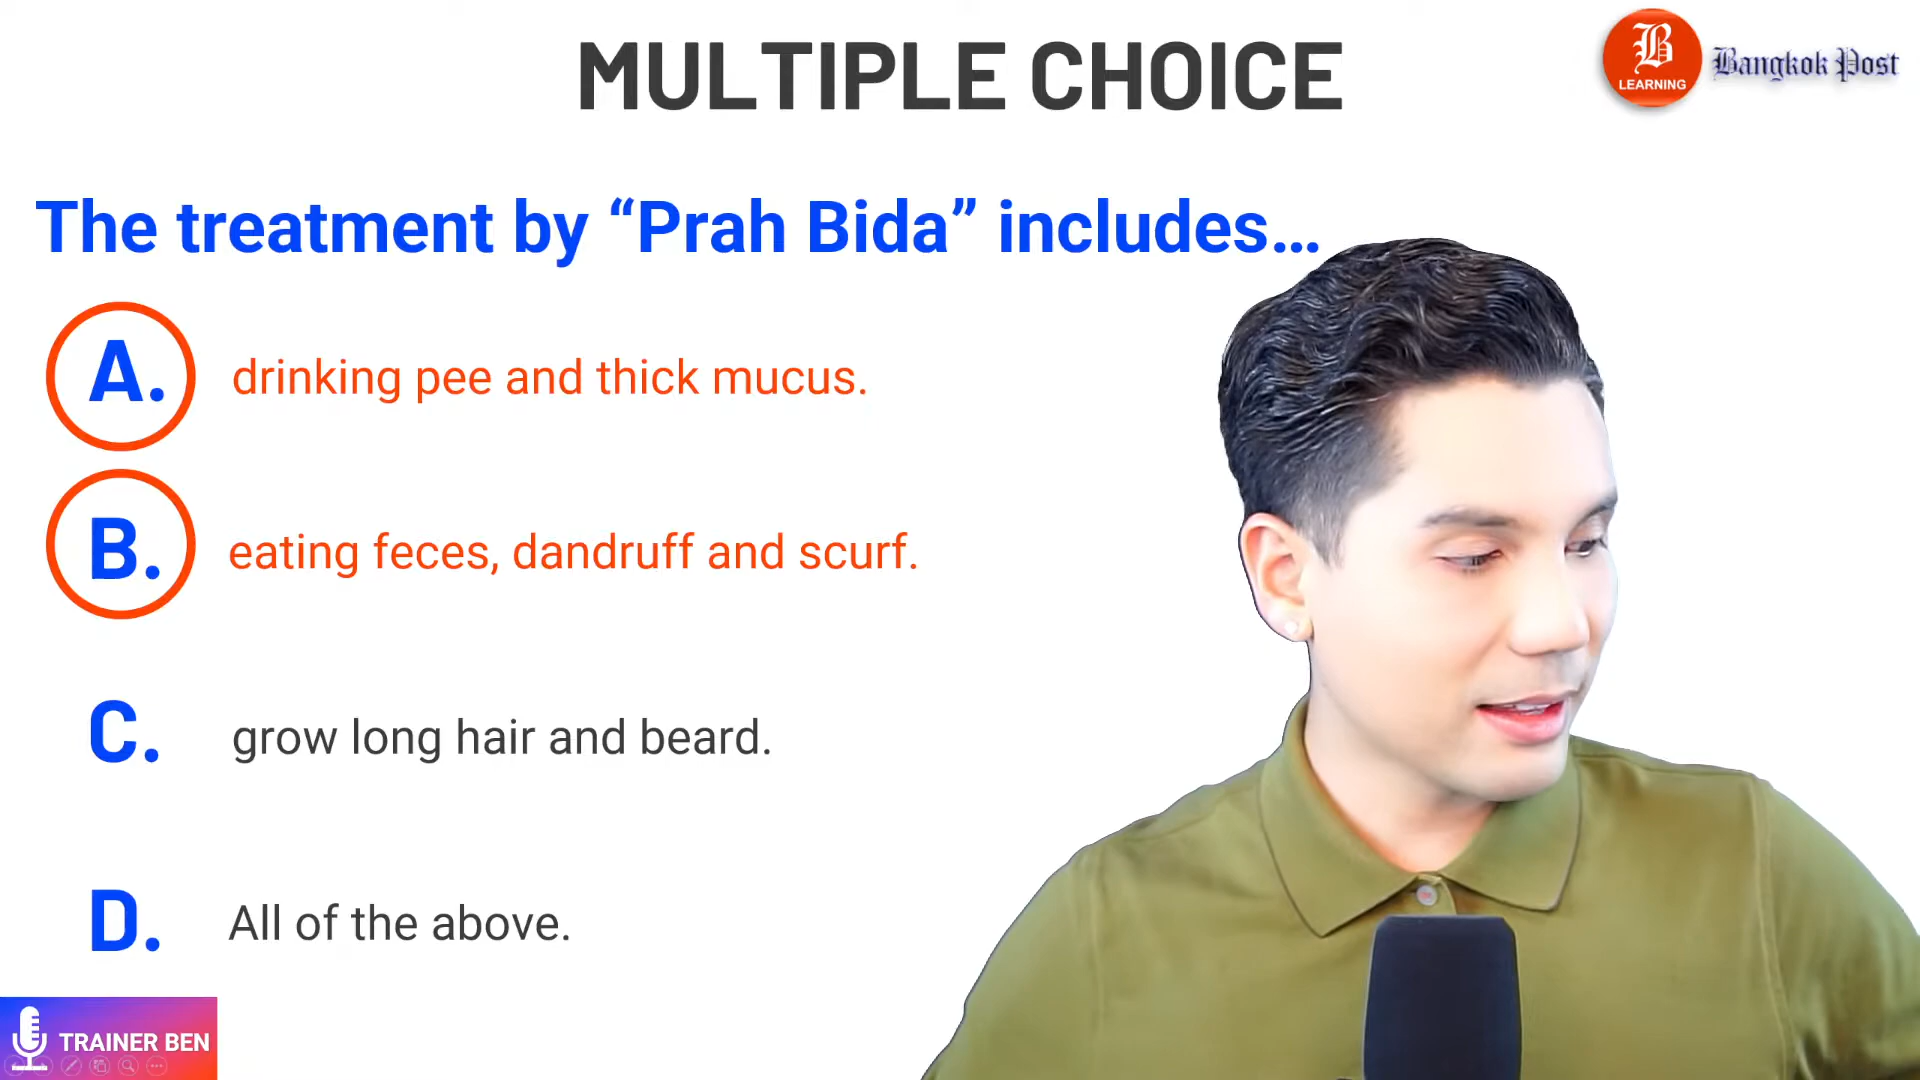 MULTIPLE CHOICE
B
LEARNING
Bangkok Post
The treatment by “Prah Bida” includes...
A. drinking pee and thick mucus.
B. eating feces, dandruff and scurf.
C. grow long hair and beard.
D. All of the above.
TRAINER BEN